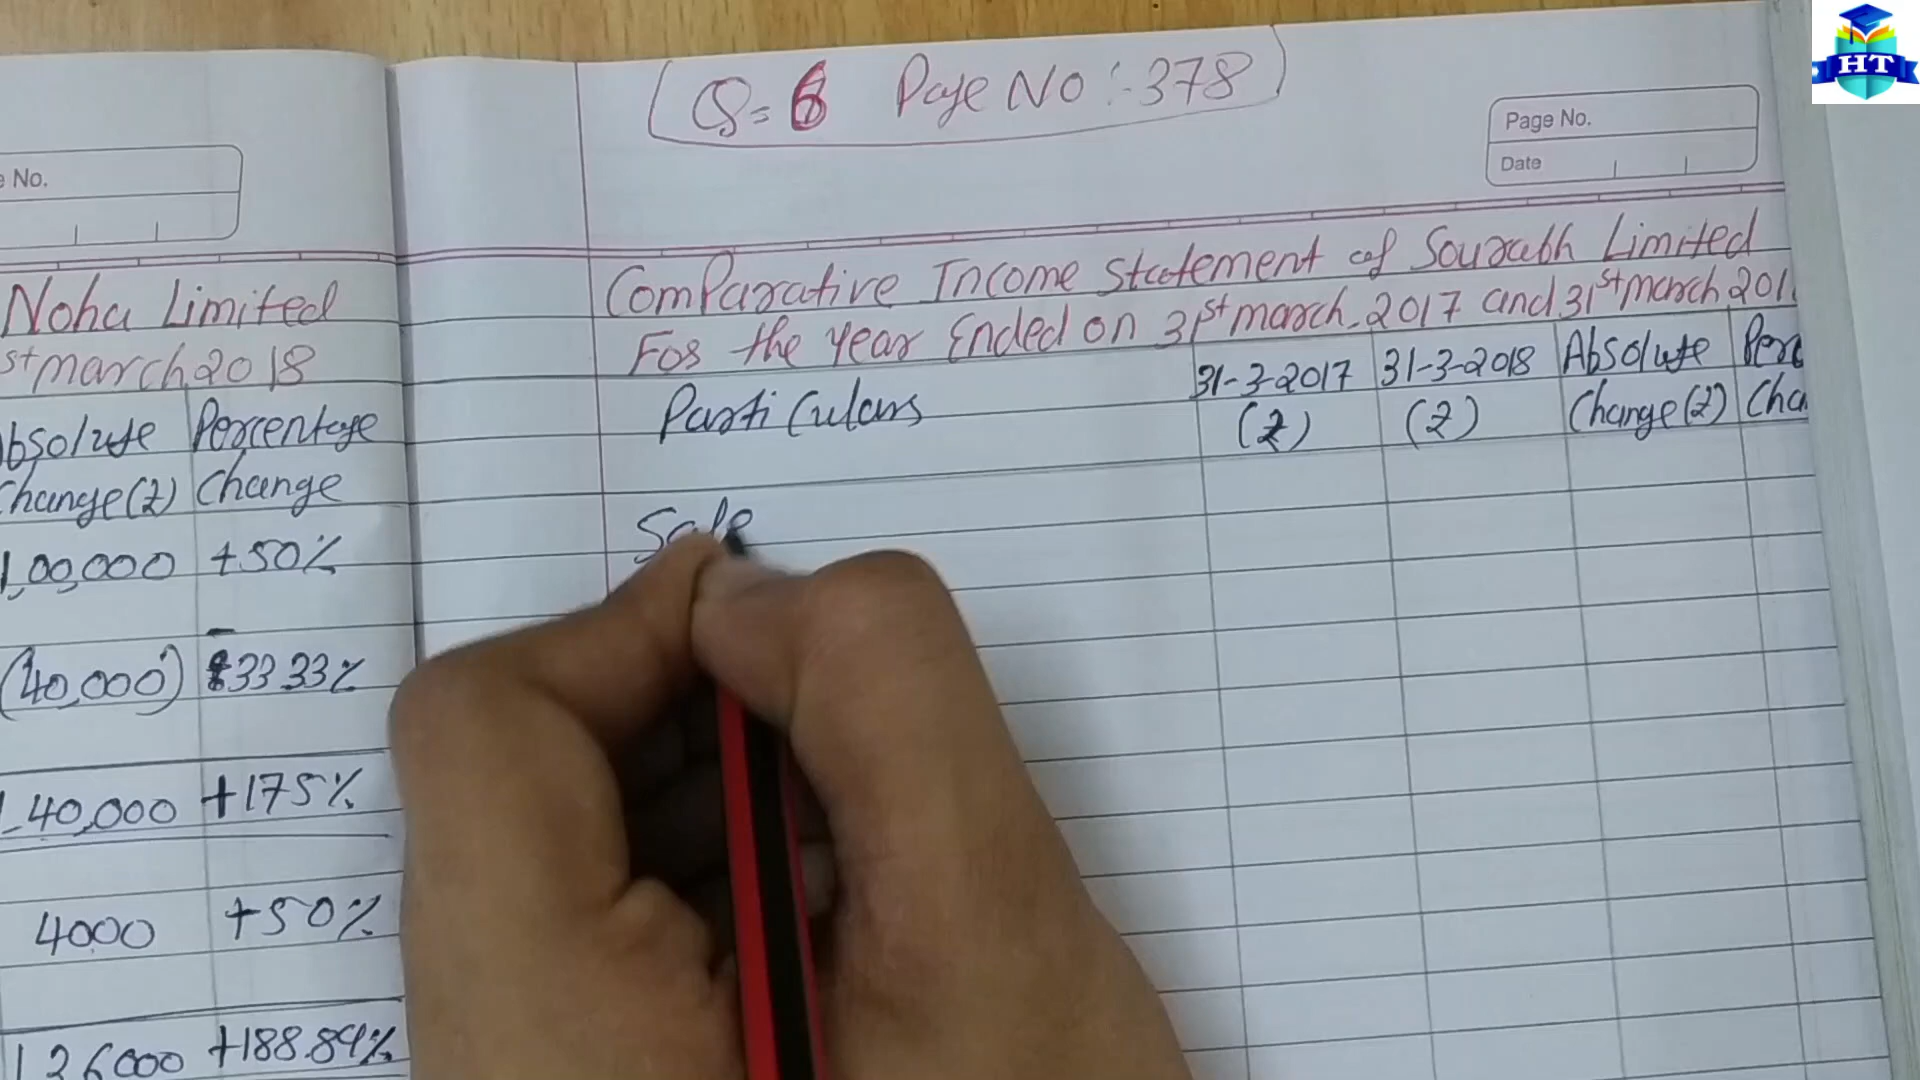 HT
Q=6 Page No :- 378
Page No.
Date
e No.
Noha Limited
st march 2018
bsolute Percentage
Change(₹) Change
1,00,000 +50%
(40,000) -33.33%
1,40,000 +175%
4000 +50%
1,36,000 +188.89%
Comparative Income Statement of Sourabh Limited
For the year Ended on 31st march 2017 and 31st march 201
Particulars 31-3-2017 31-3-2018 Absolute Perc
(₹) (₹) Change(₹) Cha
Sale